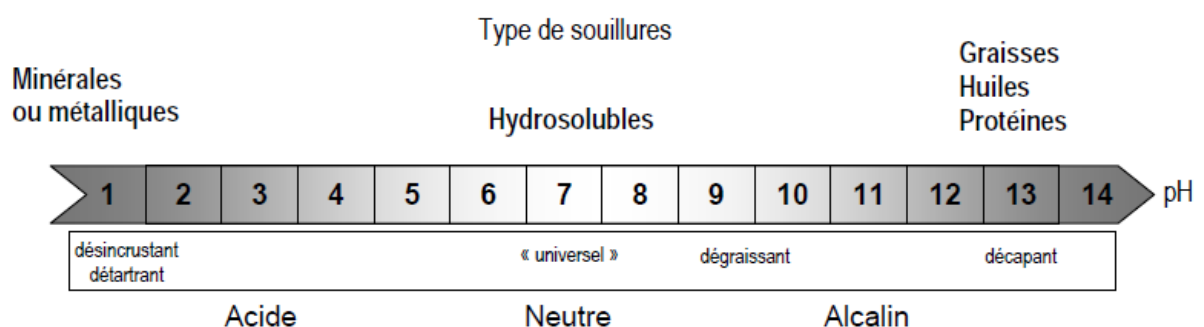 Type de souillures
Minérales
ou métalliques
Hydrosolubles
Graisses
Huiles
Protéines
1 2 3 4 5 6 7 8 9 10 11 12 13 14 pH
désincrustant
détartrant
« universel » dégraissant décapant
Acide Neutre Alcalin